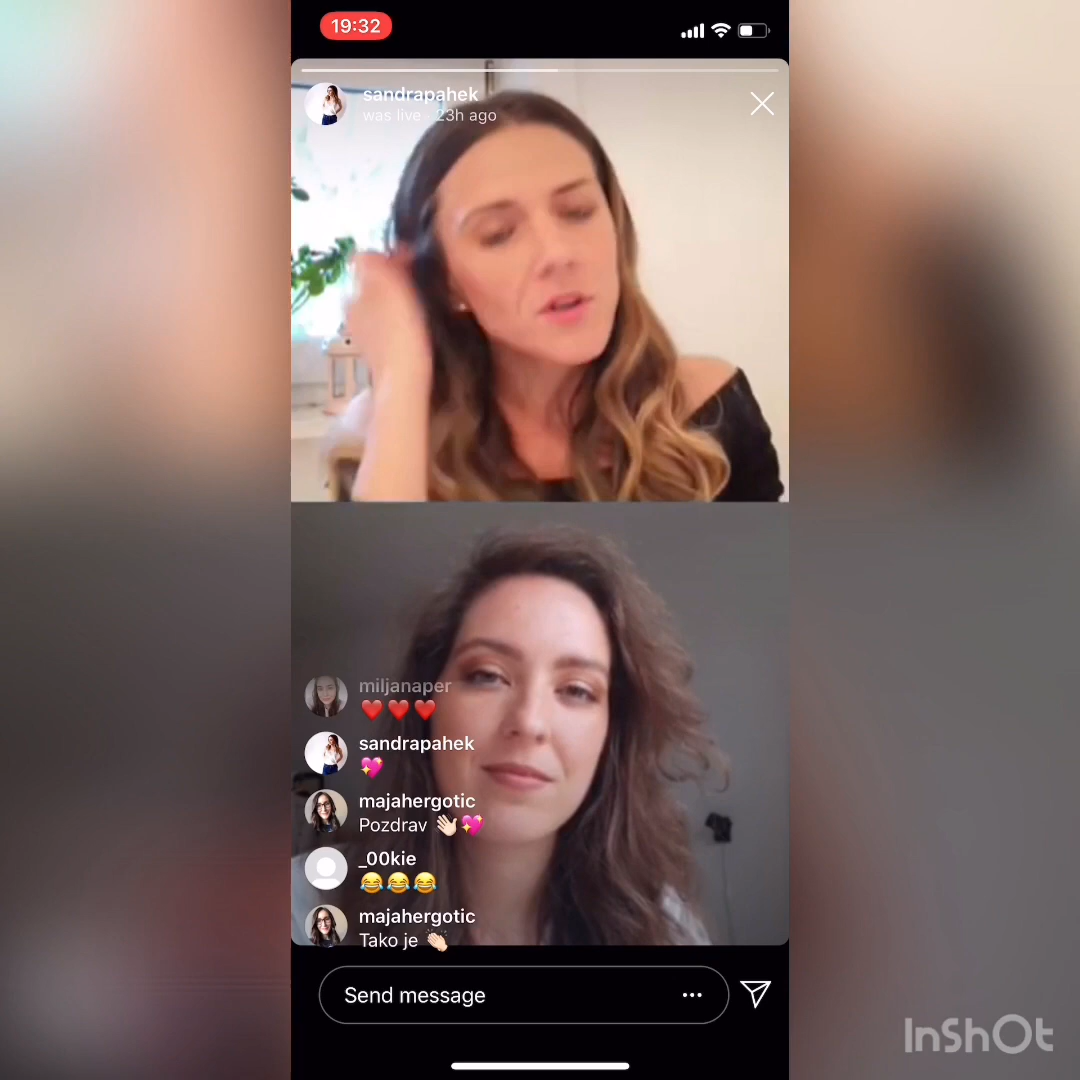 19:32
sandrapahek
was live · 23h ago
miljanaper
❤️❤️❤️
sandrapahek
💖
majahergotic
Pozdrav 👋🏻💖
_00kie
😂😂😂
majahergotic
Tako je 👏🏻
Send message
InShOt